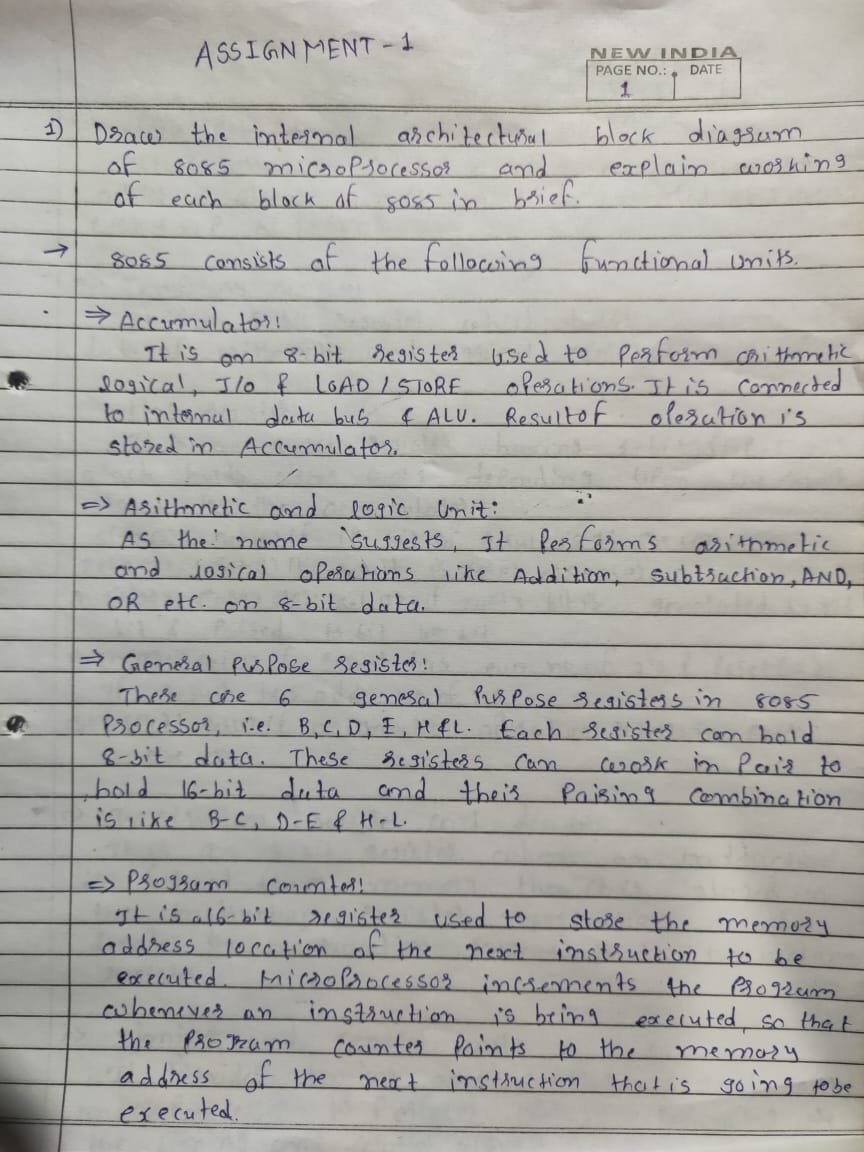 ASSIGNMENT-1
NEW INDIA
PAGE NO.: DATE
1
1) Draw the internal architectural block diagram
of 8085 microprocessor and explain working
of each block of 8085 in brief.
→ 8085 consists of the following functional units.
⇒ Accumulator:
It is an 8-bit register used to perform arithmetic
logical, I/O & LOAD / STORE operations. It is connected
to internal data bus & ALU. Result of operation is
stored in Accumulator.
⇒ Arithmetic and logic Unit:
As the name suggests, It performs arithmetic
and logical operations like Addition, subtraction, AND,
OR etc. on 8-bit data.
⇒ General purpose register:
There are 6 general purpose registers in 8085
processor, i.e. B, C, D, E, H & L. Each register can hold
8-bit data. These registers can work in pair to
hold 16-bit data and their pairing combination
is like B-C, D-E & H-L.
⇒ Program counter:
It is a 16-bit register used to store the memory
address location of the next instruction to be
executed. Microprocessor increments the program
whenever an instruction is being executed, so that
the program counter points to the memory
address of the next instruction that is going to be
executed.